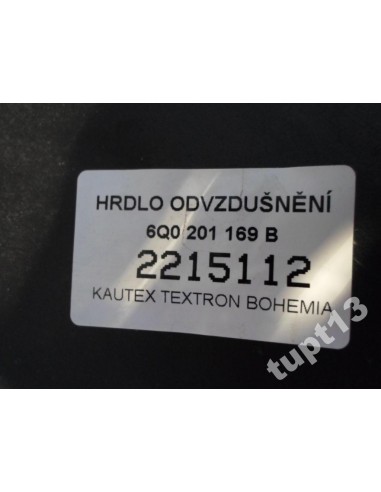 HRDLO ODVZDUŠNĚNÍ
6Q0 201 169 B
2215112
KAUTEX TEXTRON BOHEMIA
tupt13